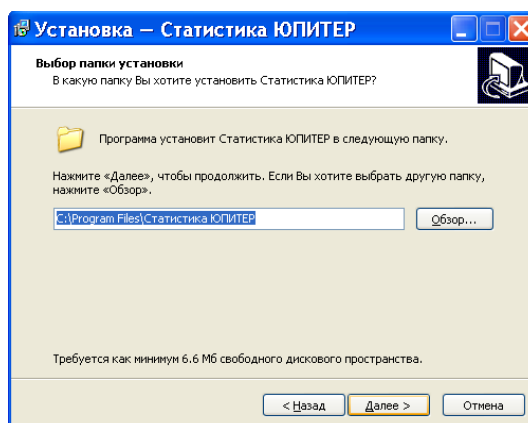 Установка — Статистика ЮПИТЕР
Выбор папки установки
В какую папку Вы хотите установить Статистика ЮПИТЕР?
Программа установит Статистика ЮПИТЕР в следующую папку.
Нажмите «Далее», чтобы продолжить. Если Вы хотите выбрать другую папку,
нажмите «Обзор».
C:\Program Files\Статистика ЮПИТЕР
Обзор...
Требуется как минимум 6.6 Мб свободного дискового пространства.
< Назад
Далее >
Отмена